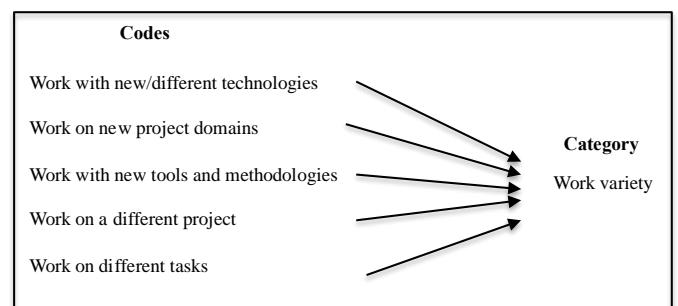 Codes
Work with new/different technologies
Work on new project domains
Work with new tools and methodologies
Work on a different project
Work on different tasks
Category
Work variety